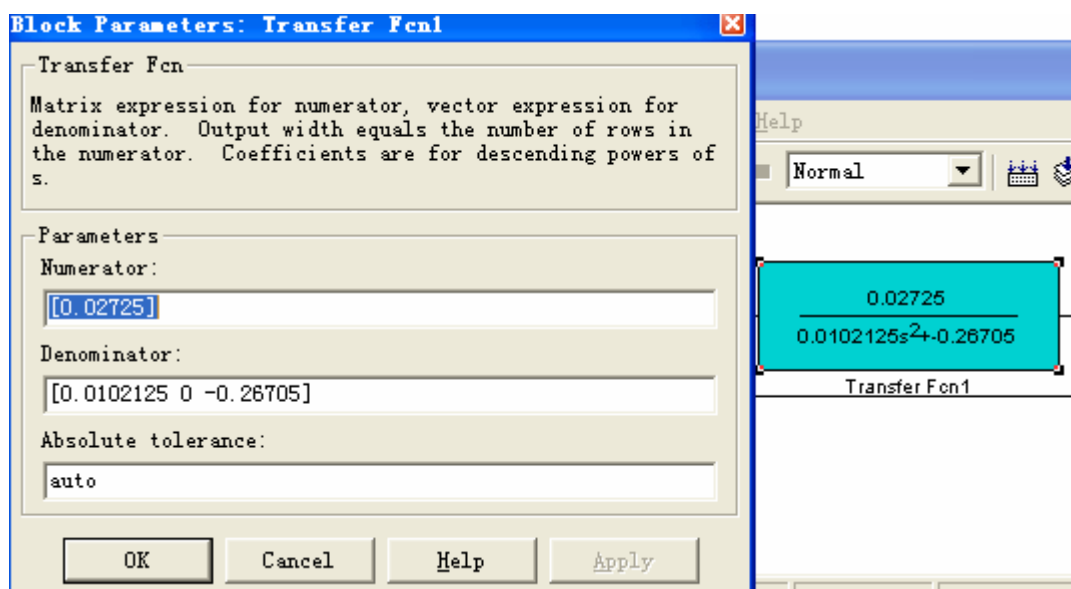 Block Parameters: Transfer Fcn1
Transfer Fcn
Matrix expression for numerator, vector expression for
denominator.  Output width equals the number of rows in
the numerator.  Coefficients are for descending powers of
s.
Parameters
Numerator:
[0.02725]
Denominator:
[0.0102125 0 -0.26705]
Absolute tolerance:
auto
OK
Cancel
Help
Apply
Help
Normal
0.02725
0.0102125s²+-0.26705
Transfer Fcn1